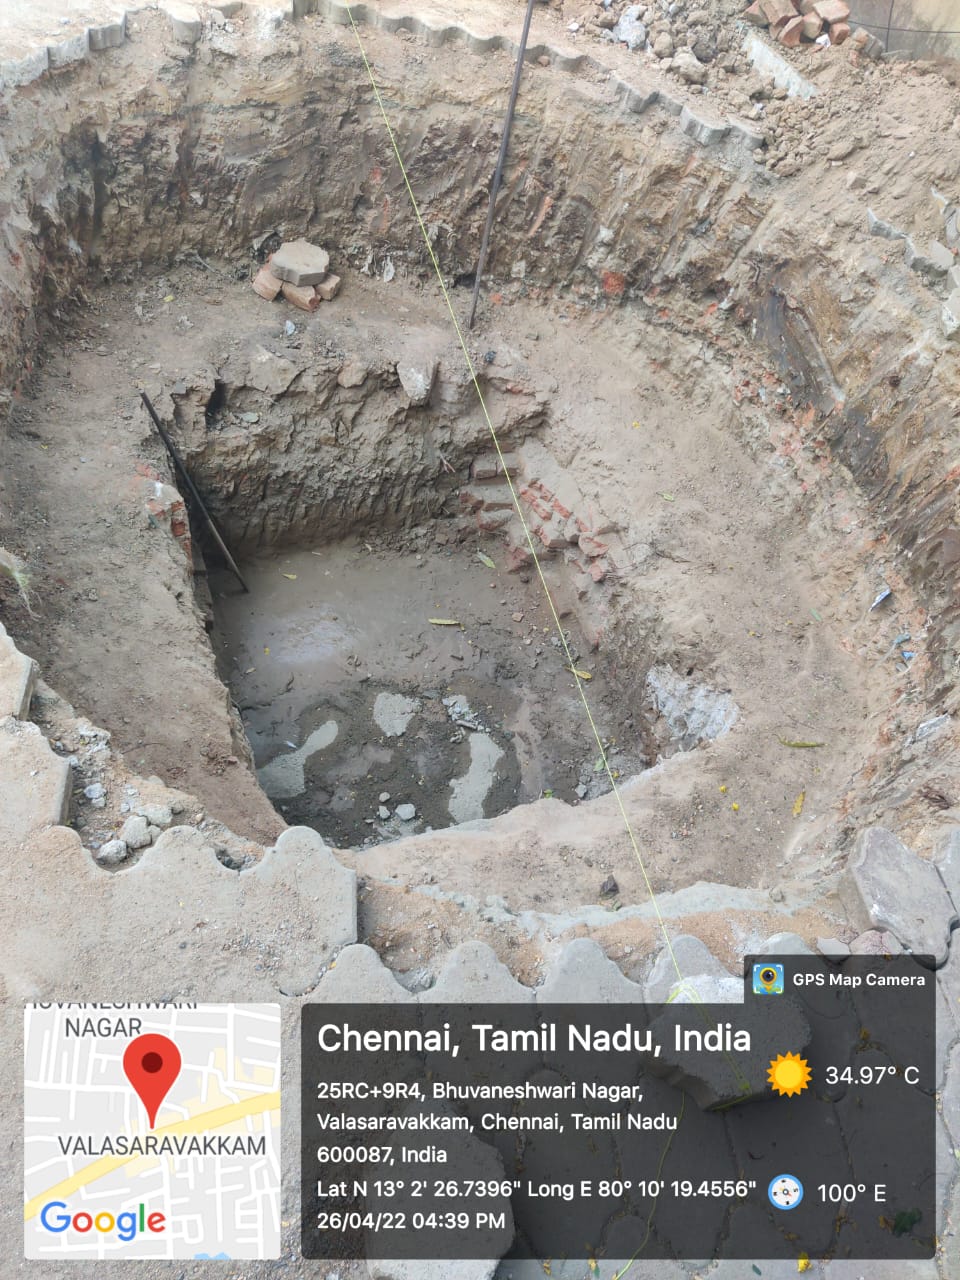 GPS Map Camera
NAGAR
VALASARAVAKKAM
Google
Chennai, Tamil Nadu, India
25RC+9R4, Bhuvaneshwari Nagar,
Valasaravakkam, Chennai, Tamil Nadu
600087, India
Lat N 13° 2' 26.7396" Long E 80° 10' 19.4556"
26/04/22 04:39 PM
34.97° C
100° E